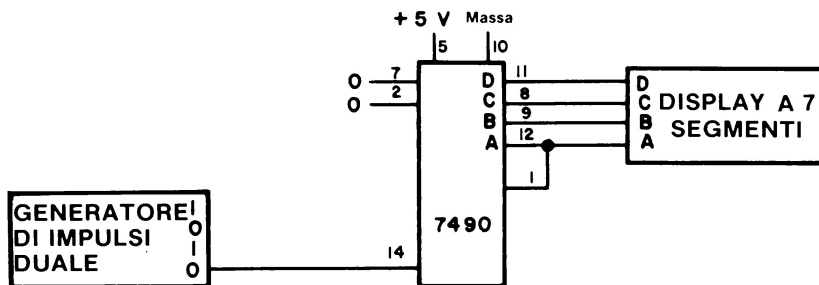 + 5 V Massa
5 10
0 7 D 11 D
0 2 C 8 C DISPLAY A 7
B 9 B SEGMENTI
A 12 A
1
7490
GENERATORE 1
DI IMPULSI 0
DUALE 1
0 14